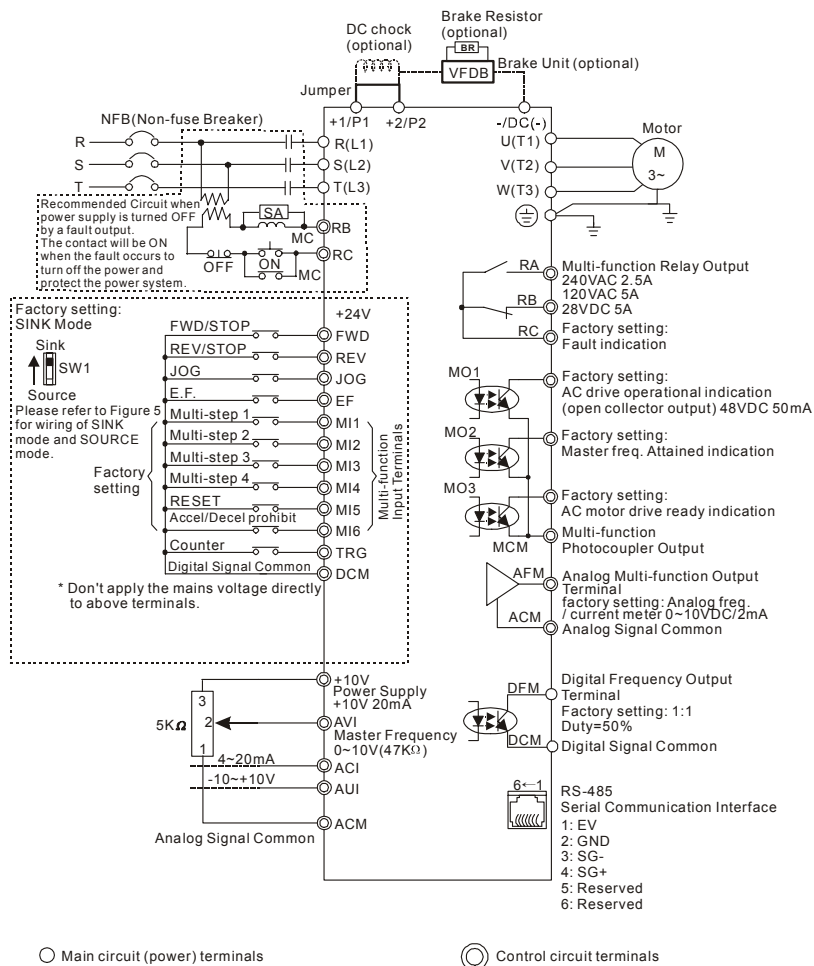 Brake Resistor
(optional)
BR
DC chock
(optional)
VFDB
Brake Unit (optional)
Jumper
+1/P1
+2/P2
-/DC(-)
NFB(Non-fuse Breaker)
R
S
T
R(L1)
S(L2)
T(L3)
U(T1)
V(T2)
W(T3)
Motor
M
3~
Recommended Circuit when
power supply is turned OFF
by a fault output.
The contact will be ON
when the fault occurs to
turn off the power and
protect the power system.
SA
MC
RB
OFF
ON
MC
RC
RA
RB
RC
Multi-function Relay Output
240VAC 2.5A
120VAC 5A
28VDC 5A
Factory setting:
Fault indication
Factory setting:
SINK Mode
Sink
SW1
Source
Please refer to Figure 5
for wiring of SINK
mode and SOURCE
mode.
Factory
setting
+24V
FWD/STOP
FWD
REV/STOP
REV
JOG
JOG
E.F.
EF
Multi-step 1
MI1
Multi-step 2
MI2
Multi-step 3
MI3
Multi-step 4
MI4
RESET
MI5
Accel/Decel prohibit
MI6
Counter
TRG
Digital Signal Common
DCM
Multi-function
Input Terminals
* Don't apply the mains voltage directly
to above terminals.
MO1
Factory setting:
AC drive operational indication
(open collector output) 48VDC 50mA
MO2
Factory setting:
Master freq. Attained indication
MO3
Factory setting:
AC motor drive ready indication
MCM
Multi-function
Photocoupler Output
AFM
Analog Multi-function Output
Terminal
factory setting: Analog freq.
/ current meter 0~10VDC/2mA
ACM
Analog Signal Common
+10V
Power Supply
+10V 20mA
3
2
1
5KΩ
AVI
Master Frequency
0~10V(47KΩ)
4~20mA
ACI
-10~+10V
AUI
ACM
Analog Signal Common
DFM
Digital Frequency Output
Terminal
Factory setting: 1:1
Duty=50%
DCM
Digital Signal Common
6←1
RS-485
Serial Communication Interface
1: EV
2: GND
3: SG-
4: SG+
5: Reserved
6: Reserved
Main circuit (power) terminals
Control circuit terminals